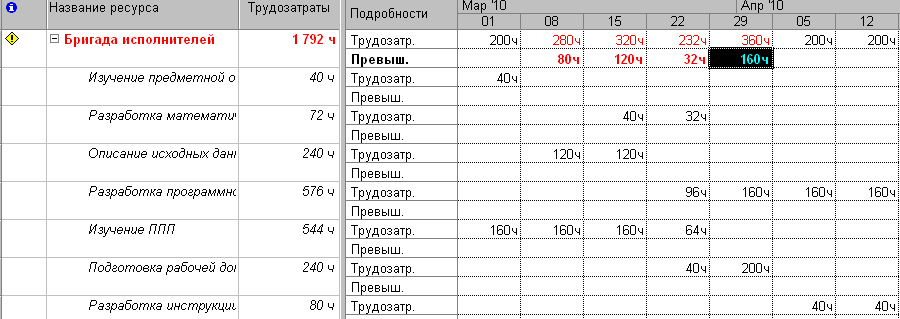 Название ресурса Трудозатраты Подробности Мар '10 Апр '10
01 08 15 22 29 05 12
Бригада исполнителей 1 792 ч Трудозатр. 200ч 280ч 320ч 232ч 360ч 200ч 200ч
Превыш. 80ч 120ч 32ч 160ч
Изучение предметной о 40 ч Трудозатр. 40ч
Превыш.
Разработка математич 72 ч Трудозатр. 40ч 32ч
Превыш.
Описание исходных дан 240 ч Трудозатр. 120ч 120ч
Превыш.
Разработка программно 576 ч Трудозатр. 96ч 160ч 160ч 160ч
Превыш.
Изучение ППП 544 ч Трудозатр. 160ч 160ч 160ч 64ч
Превыш.
Подготовка рабочей до 240 ч Трудозатр. 40ч 200ч
Превыш.
Разработка инструкци 80 ч Трудозатр. 40ч 40ч